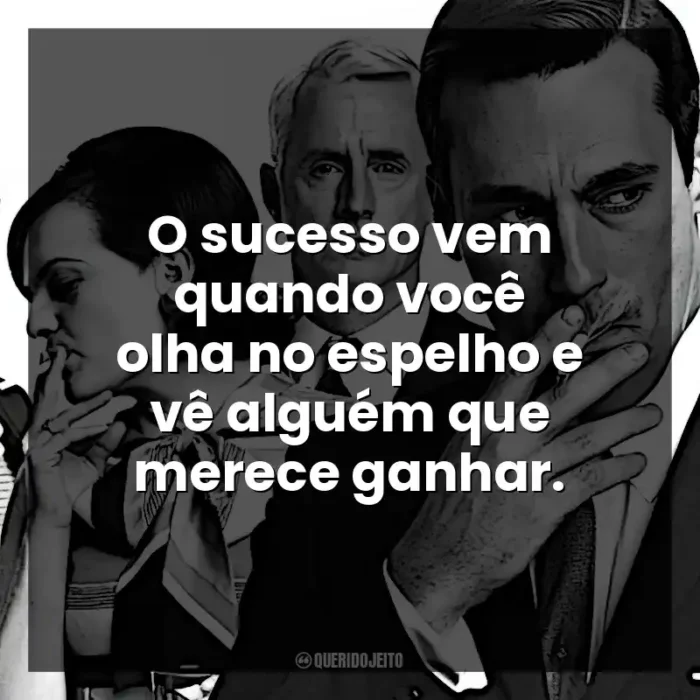 O sucesso vem
quando você
olha no espelho e
vê alguém que
merece ganhar.
QUERIDOJEITO